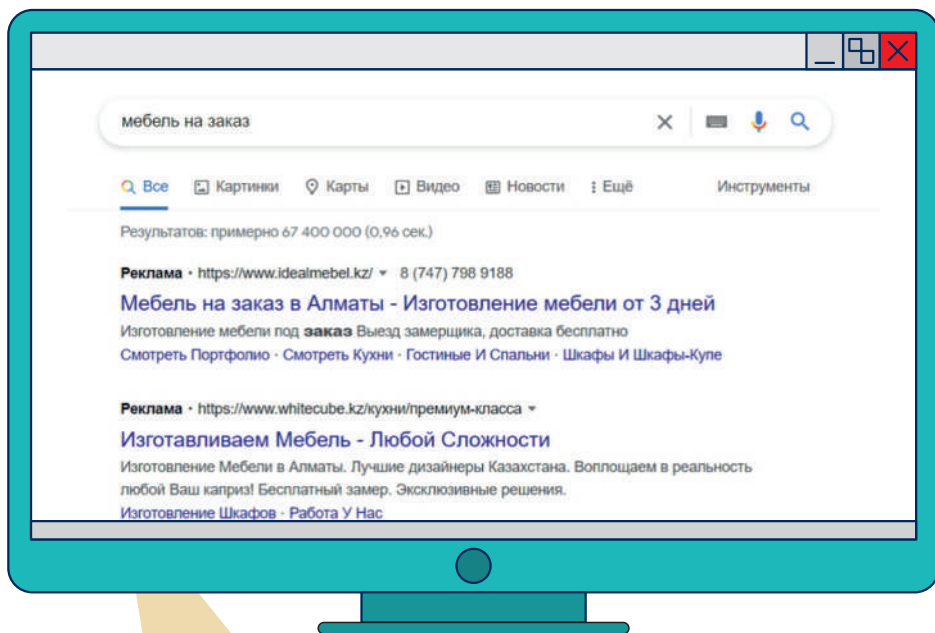 мебель на заказ
Все Картинки Карты Видео Новости Ещё Инструменты
Результатов: примерно 67 400 000 (0,96 сек.)
Реклама · https://www.idealmebel.kz/ 8 (747) 798 9188
Мебель на заказ в Алматы - Изготовление мебели от 3 дней
Изготовление мебели под заказ Выезд замерщика, доставка бесплатно
Смотреть Портфолио · Смотреть Кухни · Гостиные И Спальни · Шкафы И Шкафы-Купе
Реклама · https://www.whitecube.kz/кухни/премиум-класса
Изготавливаем Мебель - Любой Сложности
Изготовление Мебели в Алматы. Лучшие дизайнеры Казахстана. Воплощаем в реальность
любой Ваш каприз! Бесплатный замер. Эксклюзивные решения.
Изготовление Шкафов · Работа У Нас